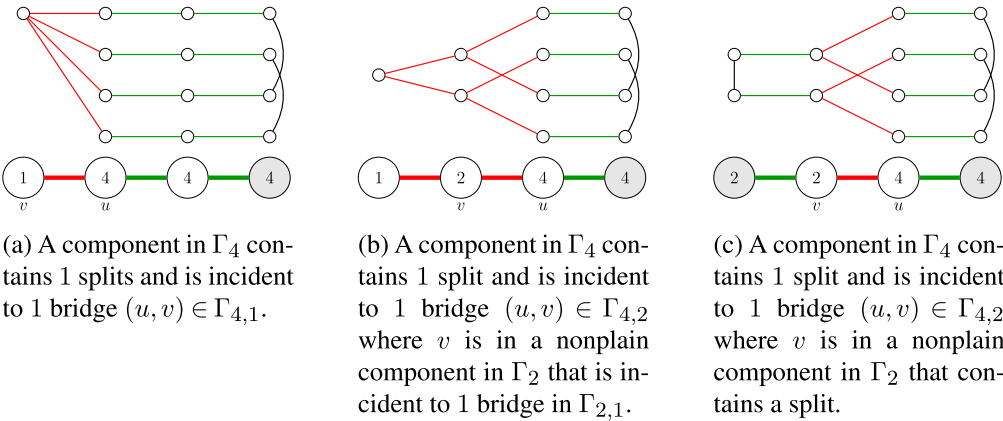 1 4 4 4
v u
(a) A component in Γ4 con-
tains 1 splits and is incident
to 1 bridge (u, v) ∈ Γ4,1.
1 2 4 4
v u
(b) A component in Γ4 con-
tains 1 split and is incident
to 1 bridge (u, v) ∈ Γ4,2
where v is in a nonplain
component in Γ2 that is in-
cident to 1 bridge in Γ2,1.
2 2 4 4
v u
(c) A component in Γ4 con-
tains 1 split and is incident
to 1 bridge (u, v) ∈ Γ4,2
where v is in a nonplain
component in Γ2 that con-
tains a split.